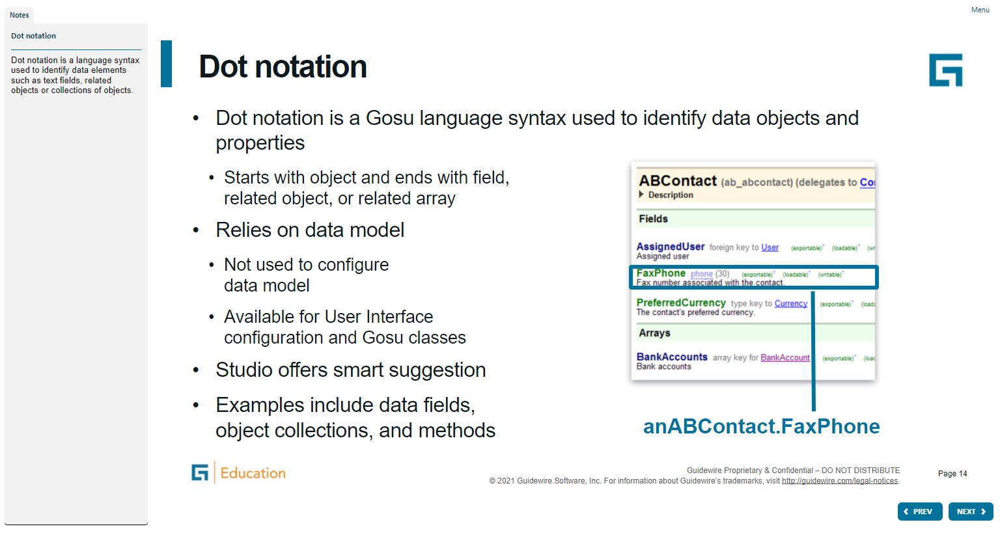 Notes
Menu
Dot notation
Dot notation is a language syntax
used to identify data elements
such as text fields, related
objects or collections of objects.
Dot notation
• Dot notation is a Gosu language syntax used to identify data objects and
properties
• Starts with object and ends with field,
related object, or related array
• Relies on data model
• Not used to configure
data model
• Available for User Interface
configuration and Gosu classes
• Studio offers smart suggestion
• Examples include data fields,
object collections, and methods
ABContact (ab_abcontact) (delegates to Co
Description
Fields
AssignedUser foreign key to User (exportable)+ (loadable)+ (wr
Assigned user
FaxPhone phone (30) (exportable)+ (loadable)+ (writable)+
Fax number associated with the contact.
PreferredCurrency type key to Currency (exportable)+ (loada
The contact's preferred currency.
Arrays
BankAccounts array key for BankAccount (exportable)+ (loac
Bank accounts
anABContact.FaxPhone
Education
Guidewire Proprietary & Confidential – DO NOT DISTRIBUTE
© 2021 Guidewire Software, Inc. For information about Guidewire's trademarks, visit http://guidewire.com/legal-notices.
Page 14
PREV
NEXT